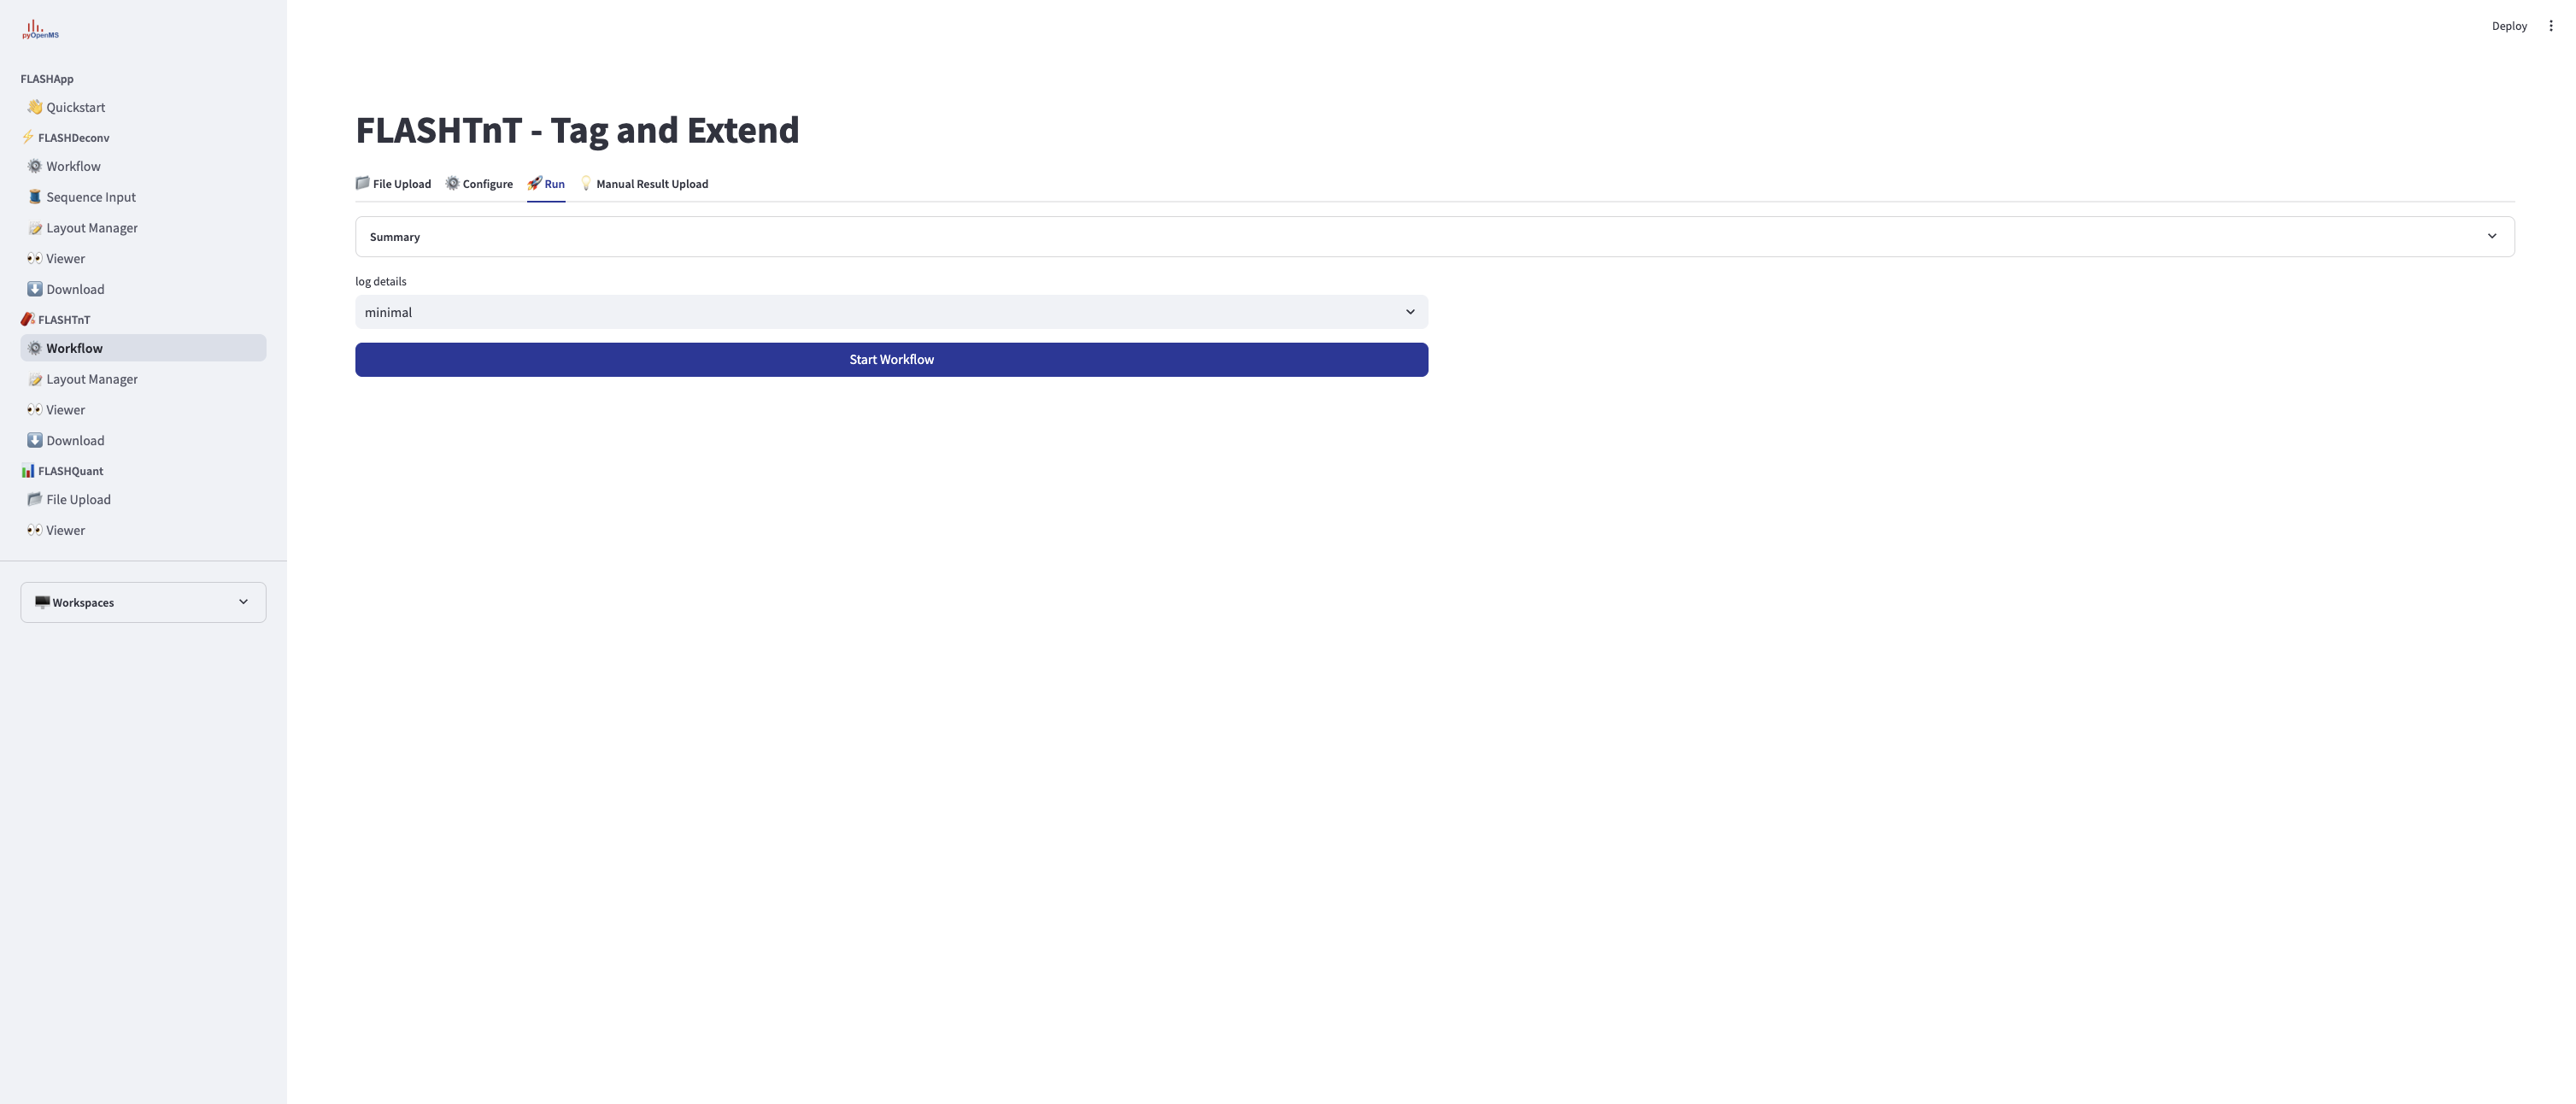 pyOpenMS
FLASHApp
Quickstart
FLASHDeconv
Workflow
Sequence Input
Layout Manager
Viewer
Download
FLASHTnT
Workflow
Layout Manager
Viewer
Download
FLASHQuant
File Upload
Viewer
Workspaces
Deploy
FLASHTnT - Tag and Extend
File Upload Configure Run Manual Result Upload
Summary
log details
minimal
Start Workflow